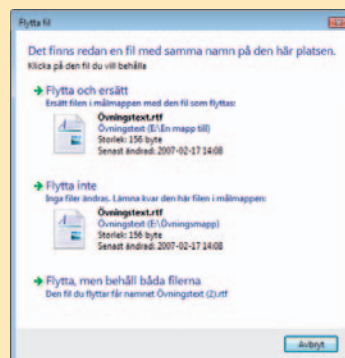 Flytta fil
Det finns redan en fil med samma namn på den här platsen.
Klicka på den fil du vill behålla
Flytta och ersätt
Ersätt filen i målmappen med den fil som flyttas:
Övningstext.rtf
Övningstext (E:\En mapp till)
Storlek: 156 byte
Senast ändrad: 2007-02-17 14:08
Flytta inte
Inga filer ändras. Lämna kvar den här filen i målmappen:
Övningstext.rtf
Övningstext (E:\Övningsmapp)
Storlek: 156 byte
Senast ändrad: 2007-02-17 14:08
Flytta, men behåll båda filerna
Den fil du flyttar får namnet Övningstext (2).rtf
Avbryt